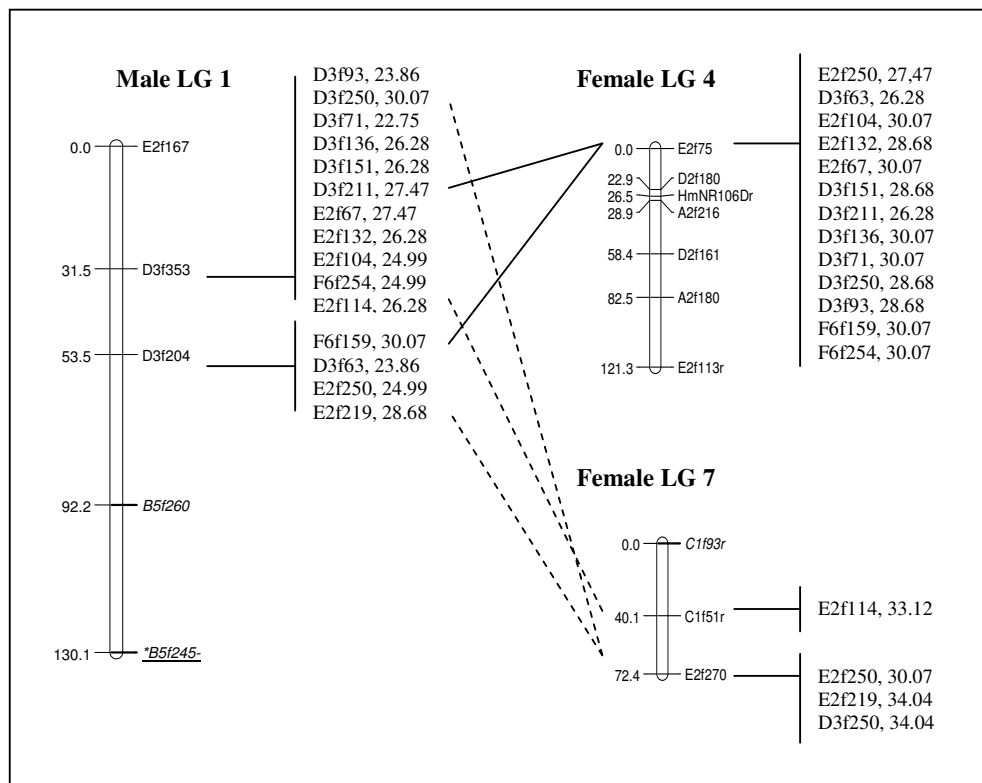 Male LG 1
0.0 E2f167
31.5 D3f353
53.5 D3f204
92.2 B5f260
130.1 *B5f245-
D3f93, 23.86
D3f250, 30.07
D3f71, 22.75
D3f136, 26.28
D3f151, 26.28
D3f211, 27.47
E2f67, 27.47
E2f132, 26.28
E2f104, 24.99
F6f254, 24.99
E2f114, 26.28
F6f159, 30.07
D3f63, 23.86
E2f250, 24.99
E2f219, 28.68
Female LG 4
0.0 E2f75
22.9 D2f180
26.5 HmNR106Dr
28.9 A2f216
58.4 D2f161
82.5 A2f180
121.3 E2f113r
E2f250, 27,47
D3f63, 26.28
E2f104, 30.07
E2f132, 28.68
E2f67, 30.07
D3f151, 28.68
D3f211, 26.28
D3f136, 30.07
D3f71, 30.07
D3f250, 28.68
D3f93, 28.68
F6f159, 30.07
F6f254, 30.07
Female LG 7
0.0 C1f93r
40.1 C1f51r
72.4 E2f270
E2f114, 33.12
E2f250, 30.07
E2f219, 34.04
D3f250, 34.04